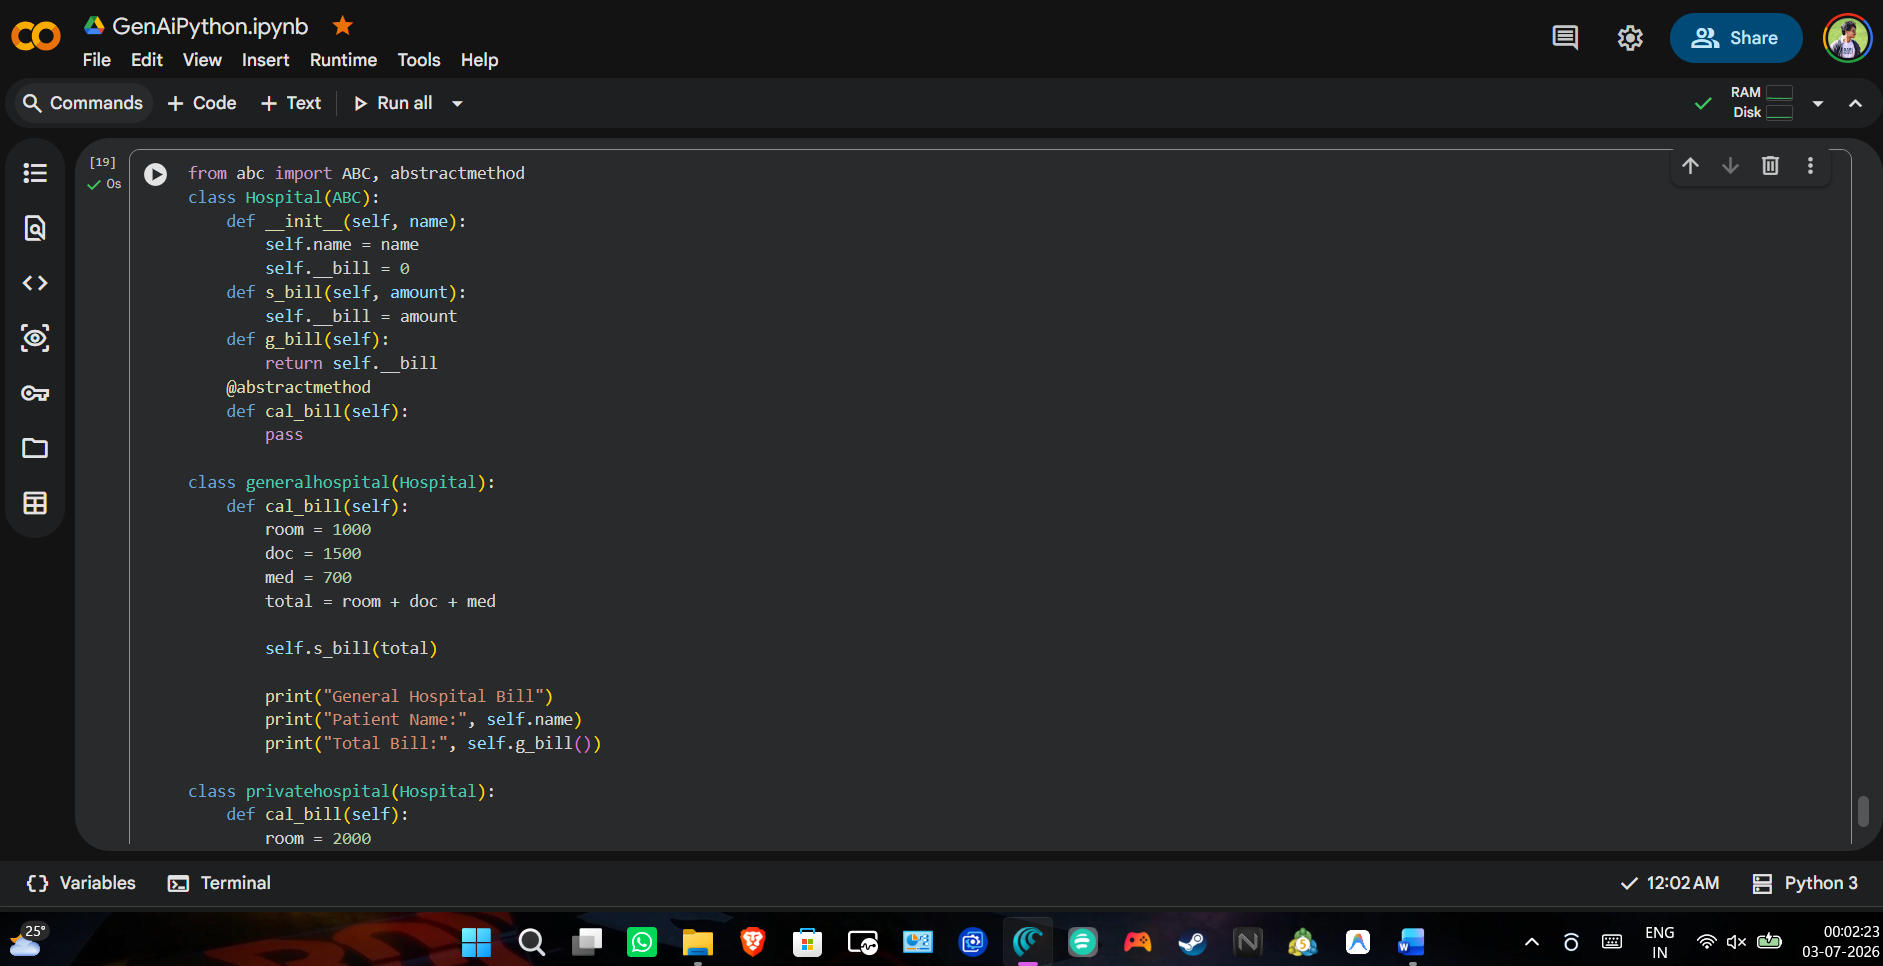 GenAiPython.ipynb
File Edit View Insert Runtime Tools Help
Share
Commands + Code + Text Run all
RAM
Disk
[19]
0s
from abc import ABC, abstractmethod
class Hospital(ABC):
    def __init__(self, name):
        self.name = name
        self.__bill = 0
    def s_bill(self, amount):
        self.__bill = amount
    def g_bill(self):
        return self.__bill
    @abstractmethod
    def cal_bill(self):
        pass

class generalhospital(Hospital):
    def cal_bill(self):
        room = 1000
        doc = 1500
        med = 700
        total = room + doc + med

        self.s_bill(total)

        print("General Hospital Bill")
        print("Patient Name:", self.name)
        print("Total Bill:", self.g_bill())

class privatehospital(Hospital):
    def cal_bill(self):
        room = 2000
Variables Terminal
12:02 AM Python 3
25°
ENG
IN
00:02:23
03-07-2026